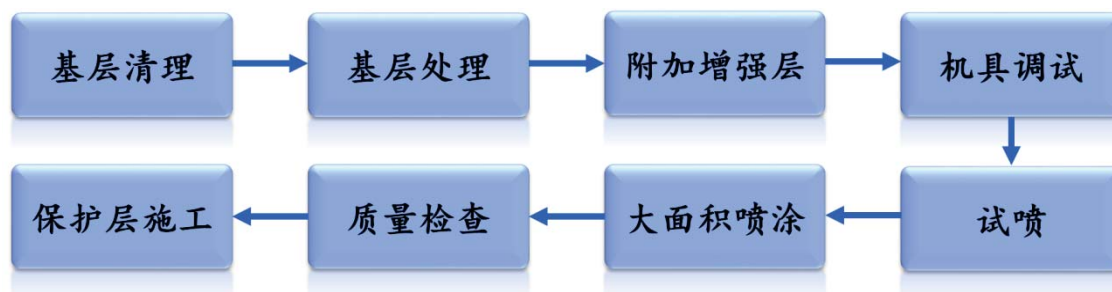 基层清理
基层处理
附加增强层
机具调试
试喷
大面积喷涂
质量检查
保护层施工